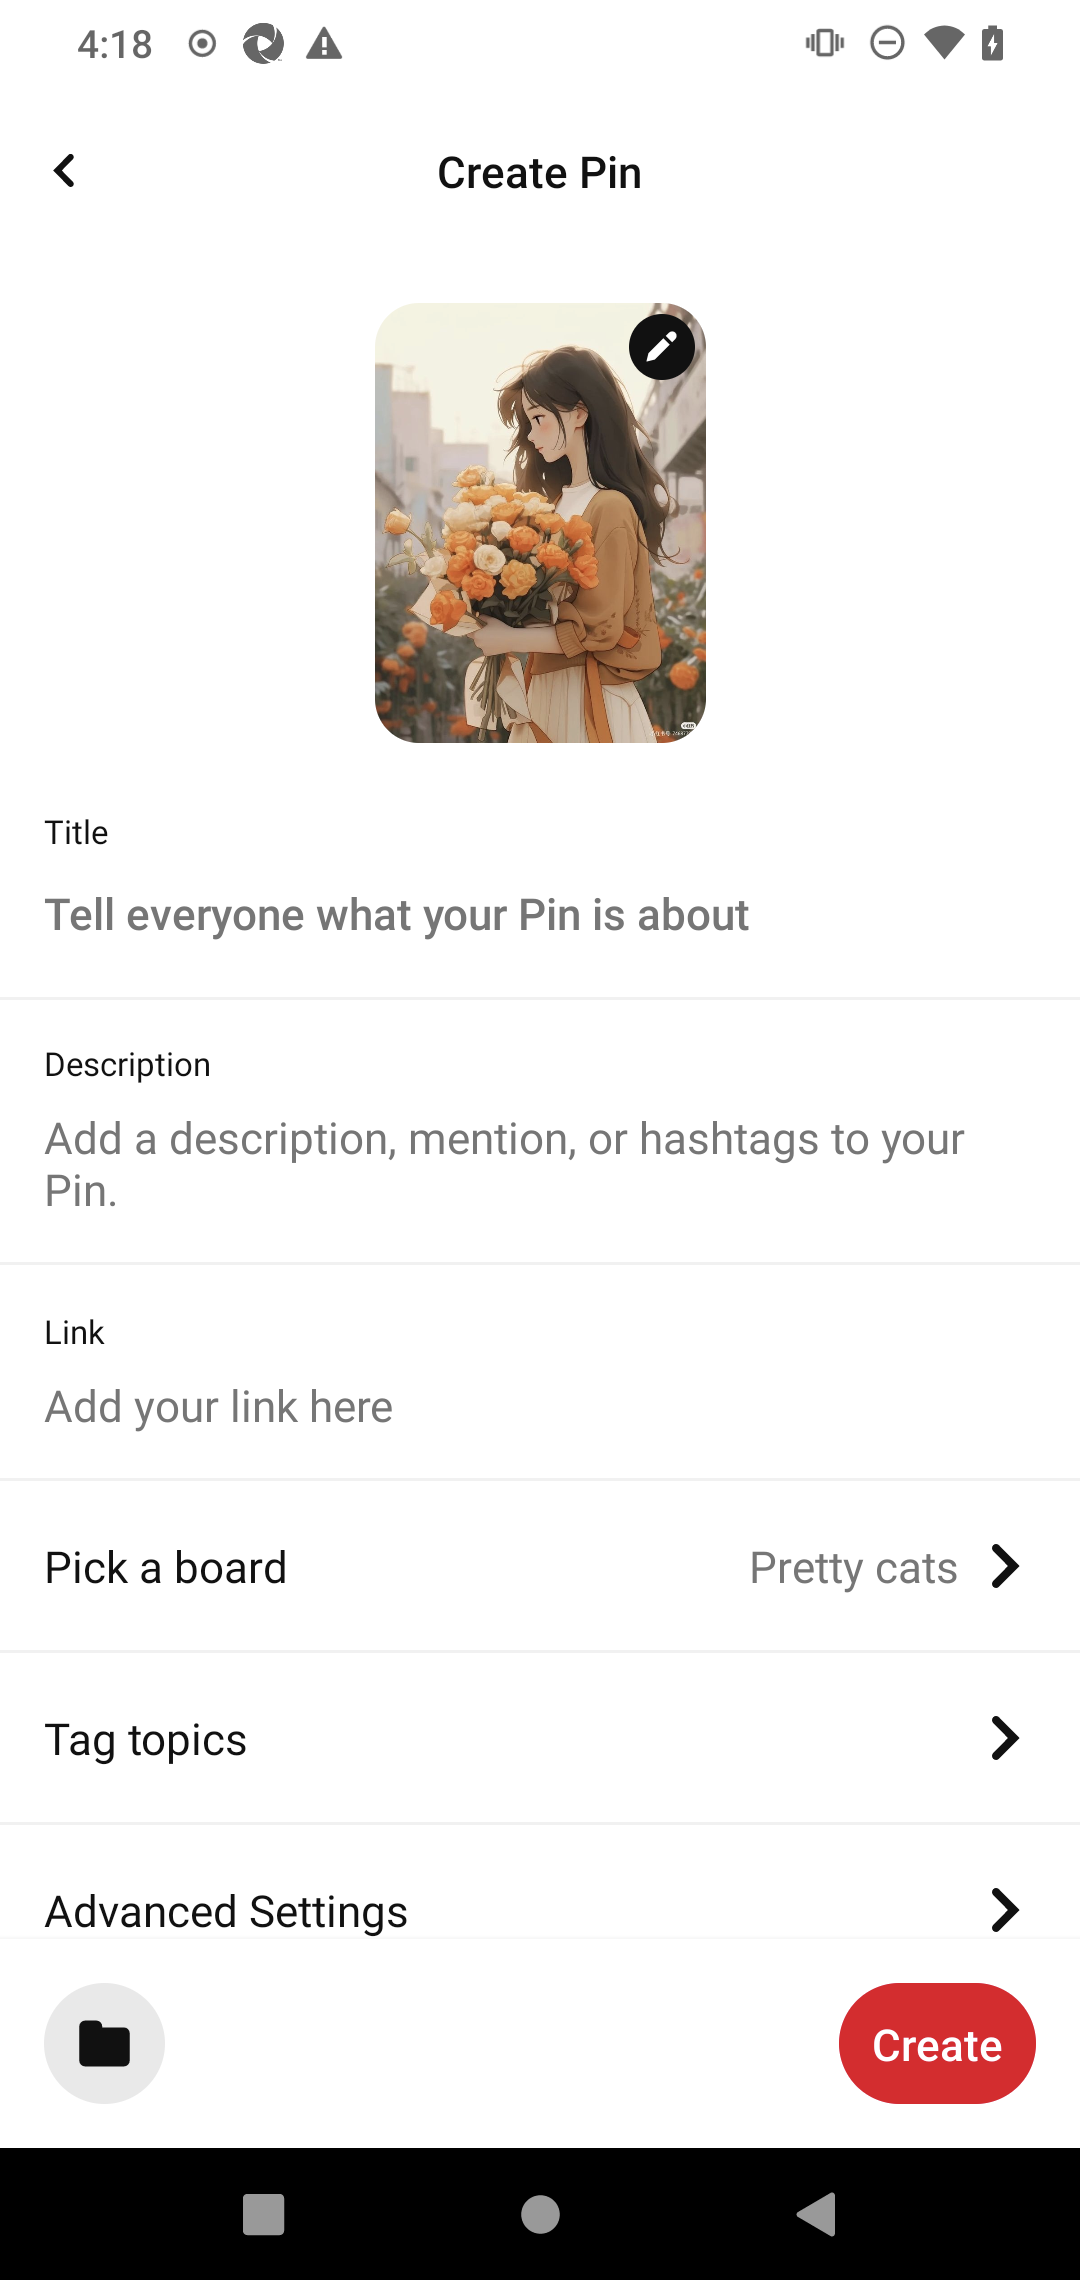 4:18
Create Pin
Title
Tell everyone what your Pin is about
Description
Add a description, mention, or hashtags to your
Pin.
Link
Add your link here
Pick a board
Pretty cats
Tag topics
Advanced Settings
Create